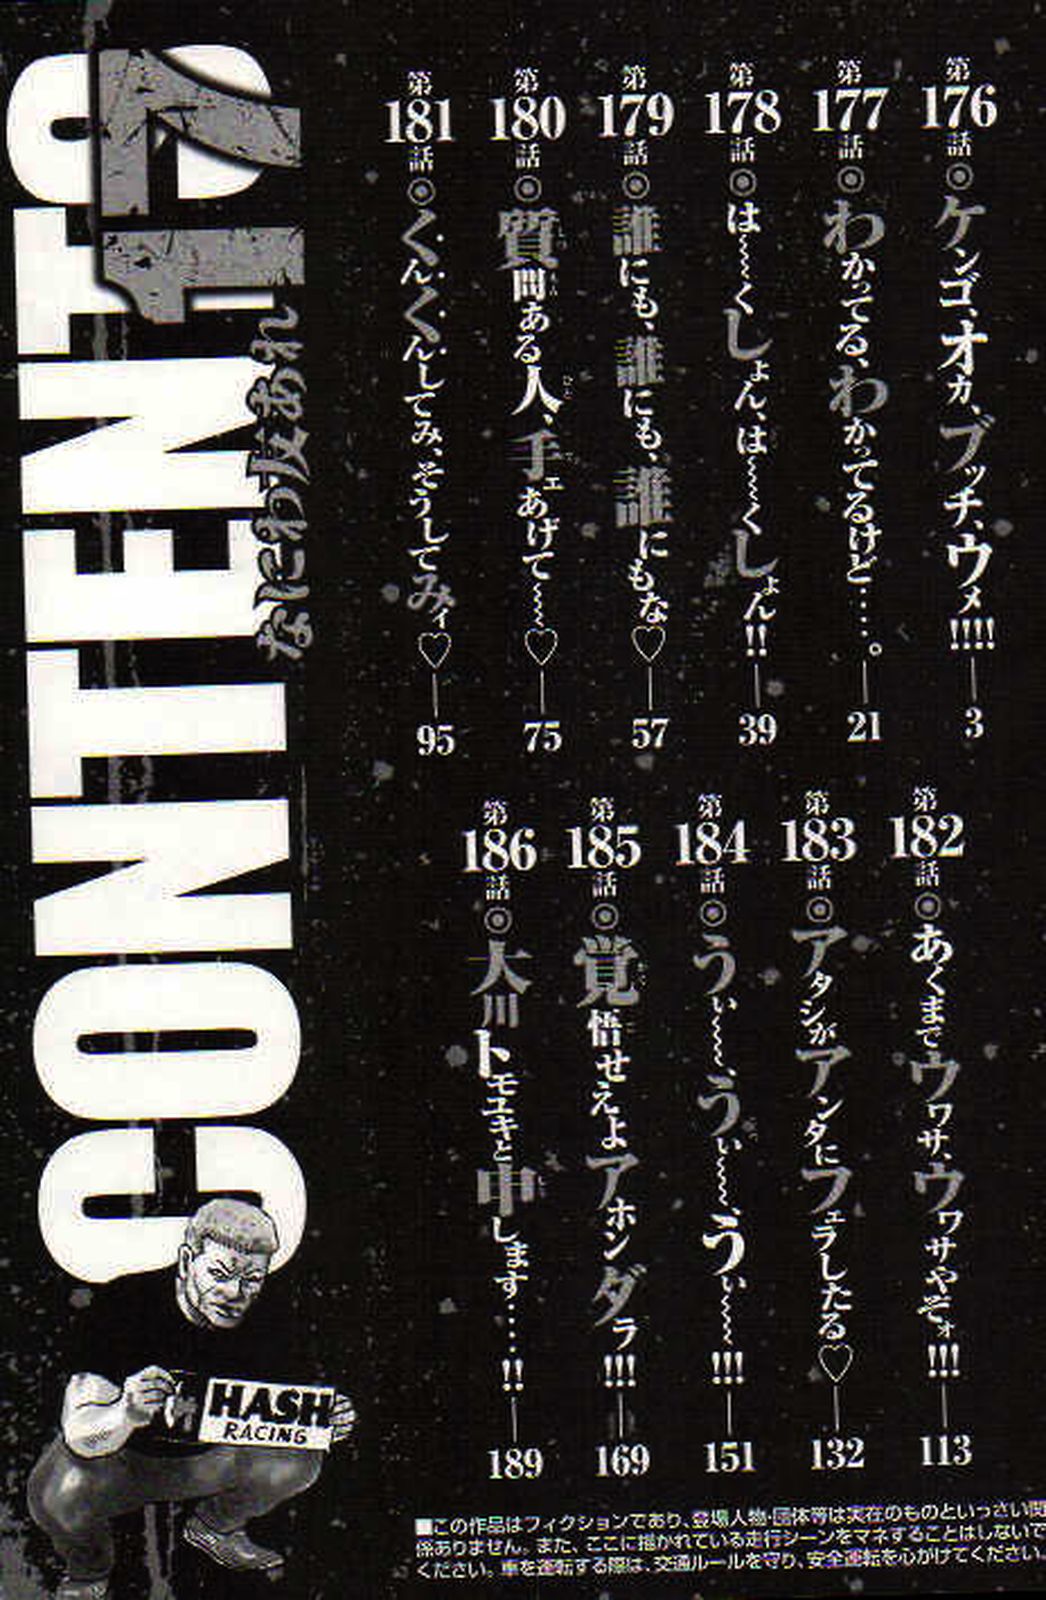 CONTENTS
17
なにわ友あれ
第176話◎ケンゴ、オカ、ブッチ、ウメ!!!!—3
第177話◎わかってる、わかってるけど‥‥。—21
第178話◎は〜〜くしょん、は〜〜くしょん!!—39
第179話◎誰にも、誰にも、誰にもな♡—57
第180話◎質問ある人、手ェあげて〜〜♡—75
第181話◎くんくんしてみ、そうしてみィ♡—95
第182話◎あくまでウワサ、ウワサやぞォ!!!—113
第183話◎アタシがアンタにフェラしたる♡—132
第184話◎うぃ〜〜、うぃ〜〜、うぃ〜〜!!!—151
第185話◎覚悟せえよアホンダラ!!!—169
第186話◎大川トモユキと申します‥‥!!—189
HASH
RACING
■この作品はフィクションであり、登場人物・団体等は実在のものといっさい関
係ありません。また、ここに描かれている走行シーンをマネすることはしないで
ください。車を運転する際は、交通ルールを守り、安全運転を心がけてください。